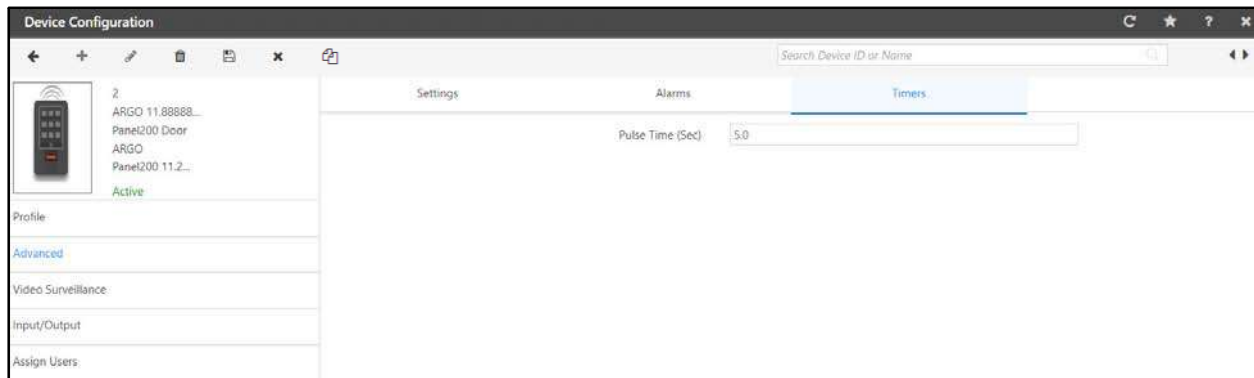 Device Configuration
?
Search Device ID or Name
2
ARGO 11.88888...
Panel200 Door
ARGO
Panel200 11.2...
Active
Settings
Alarms
Timers
Pulse Time (Sec)
5.0
Profile
Advanced
Video Surveillance
Input/Output
Assign Users